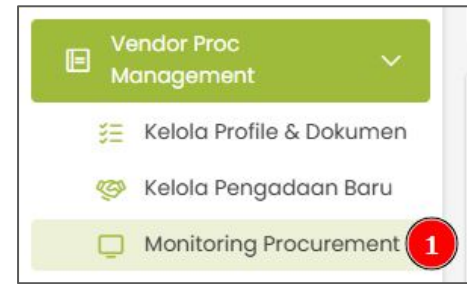 Vendor Proc
Management
Kelola Profile & Dokumen
Kelola Pengadaan Baru
Monitoring Procurement 1